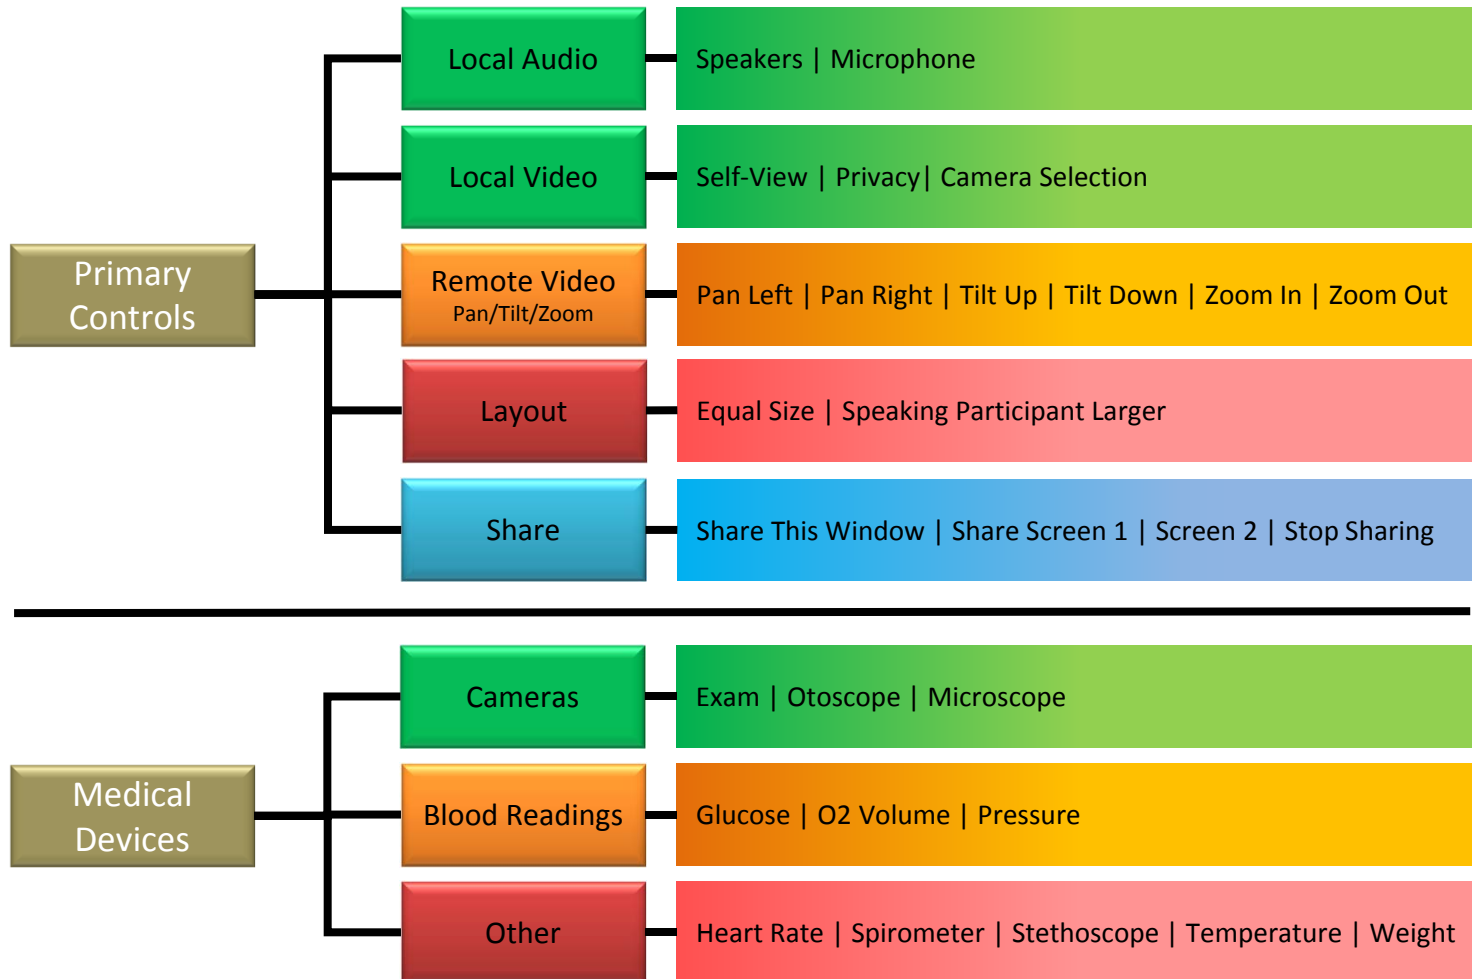 Local Audio
Speakers | Microphone
Local Video
Self-View | Privacy| Camera Selection
Primary
Controls
Remote Video
Pan/Tilt/Zoom
Pan Left | Pan Right | Tilt Up | Tilt Down | Zoom In | Zoom Out
Layout
Equal Size | Speaking Participant Larger
Share
Share This Window | Share Screen 1 | Screen 2 | Stop Sharing
Cameras
Exam | Otoscope | Microscope
Medical
Devices
Blood Readings
Glucose | O2 Volume | Pressure
Other
Heart Rate | Spirometer | Stethoscope | Temperature | Weight